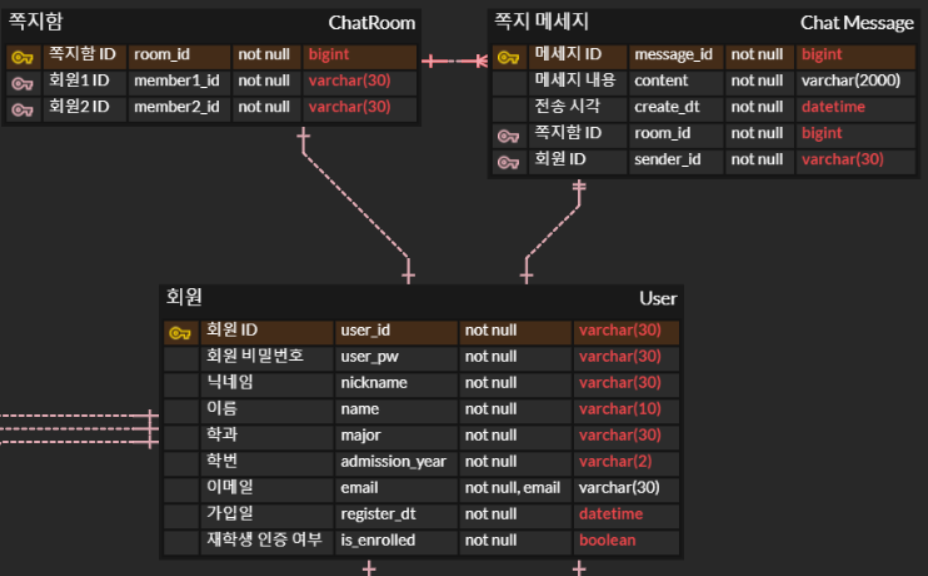 쪽지함 ChatRoom
쪽지함 ID room_id not null bigint
회원1 ID member1_id not null varchar(30)
회원2 ID member2_id not null varchar(30)
쪽지 메세지 Chat Message
메세지 ID message_id not null bigint
메세지 내용 content not null varchar(2000)
전송 시각 create_dt not null datetime
쪽지함 ID room_id not null bigint
회원 ID sender_id not null varchar(30)
회원 User
회원 ID user_id not null varchar(30)
회원 비밀번호 user_pw not null varchar(30)
닉네임 nickname not null varchar(30)
이름 name not null varchar(10)
학과 major not null varchar(30)
학번 admission_year not null varchar(2)
이메일 email not null, email varchar(30)
가입일 register_dt not null datetime
재학생 인증 여부 is_enrolled not null boolean